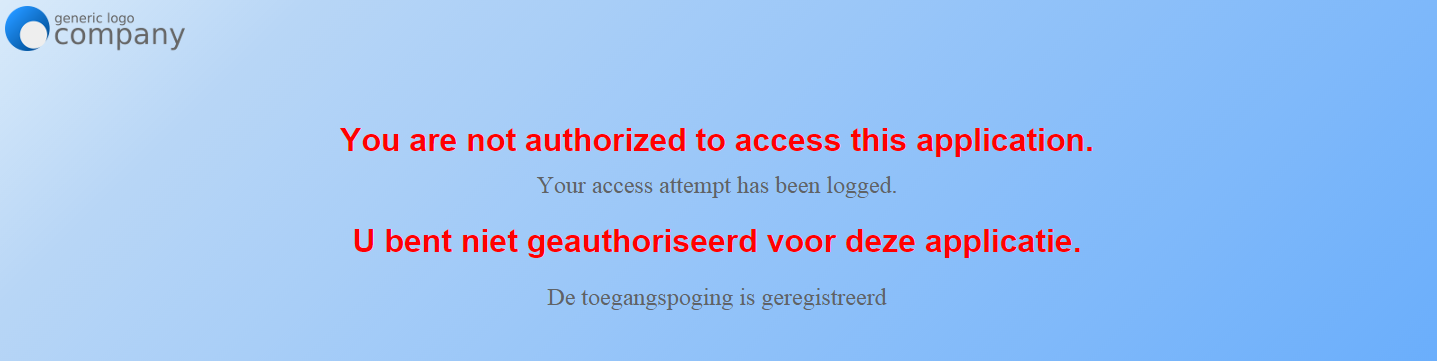 generic logo
company
You are not authorized to access this application.
Your access attempt has been logged.
U bent niet geauthoriseerd voor deze applicatie.
De toegangspoging is geregistreerd